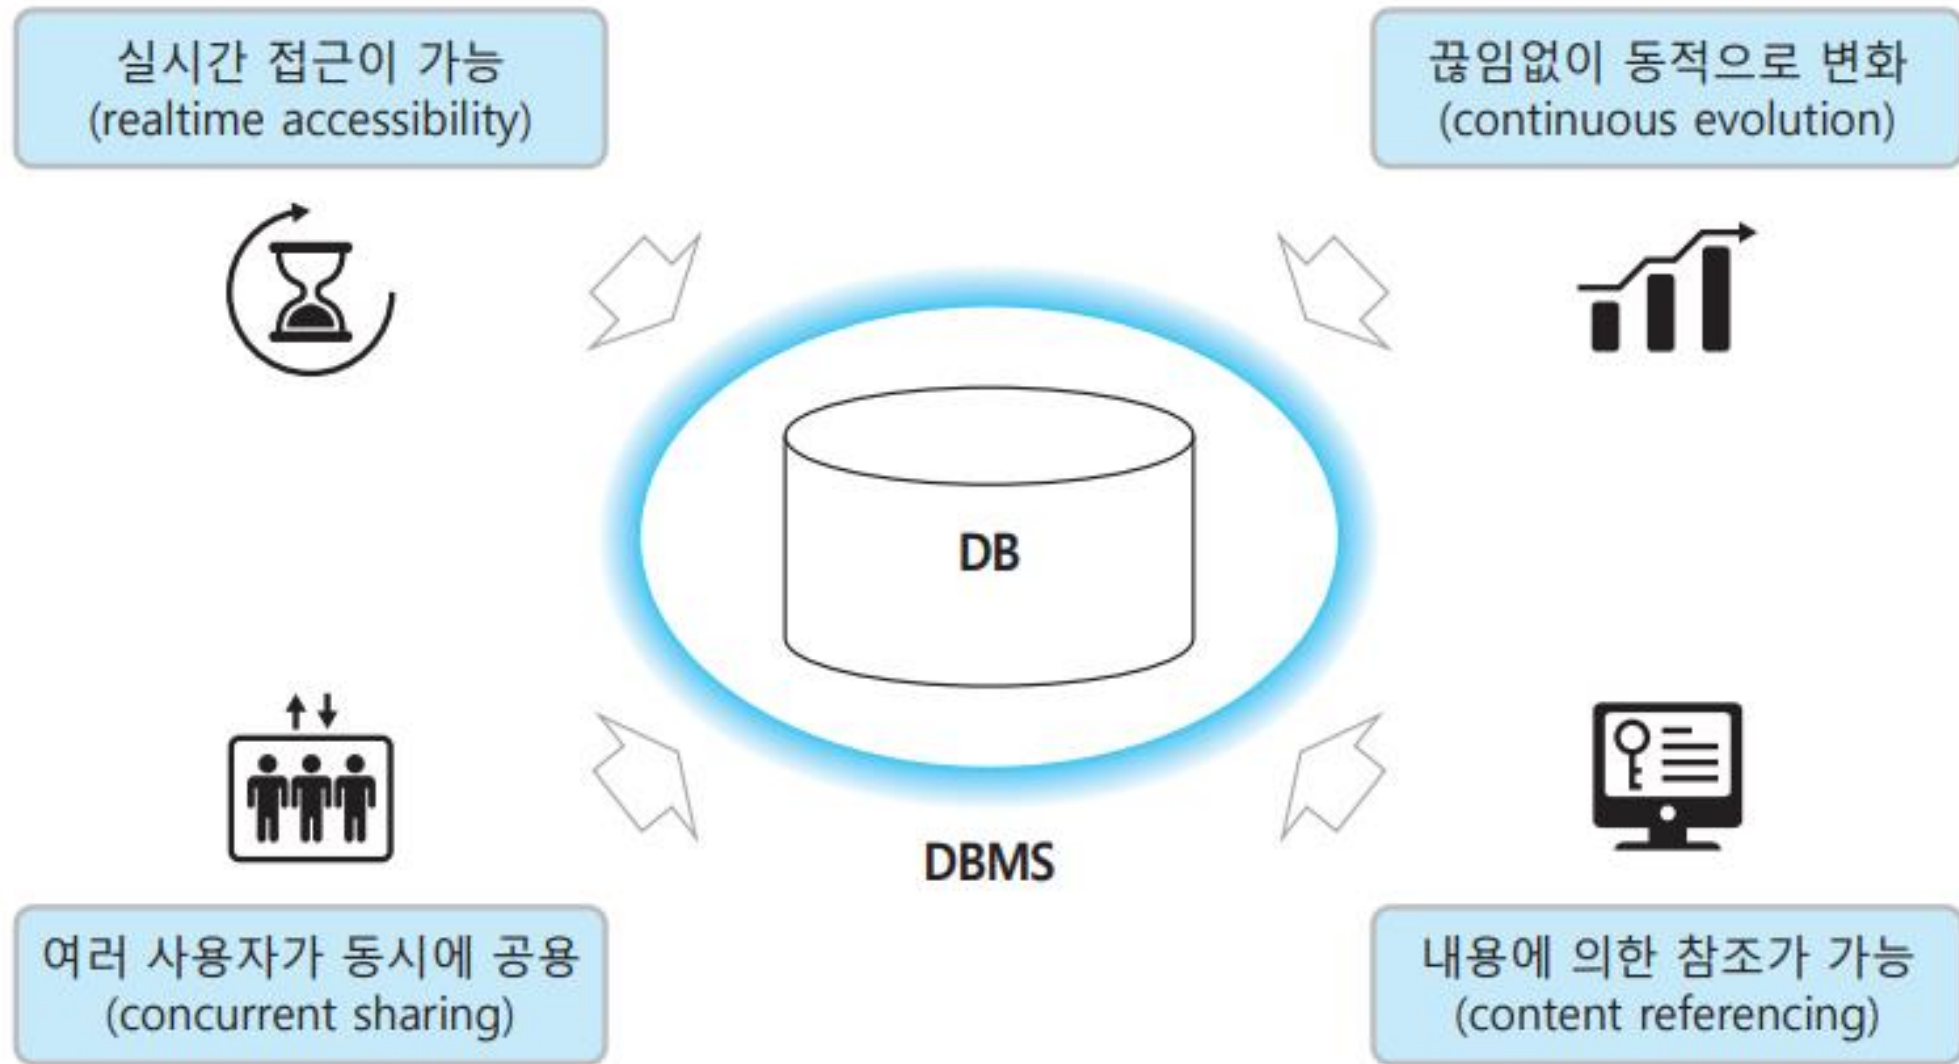 실시간 접근이 가능
(realtime accessibility)
끊임없이 동적으로 변화
(continuous evolution)
DB
DBMS
여러 사용자가 동시에 공용
(concurrent sharing)
내용에 의한 참조가 가능
(content referencing)